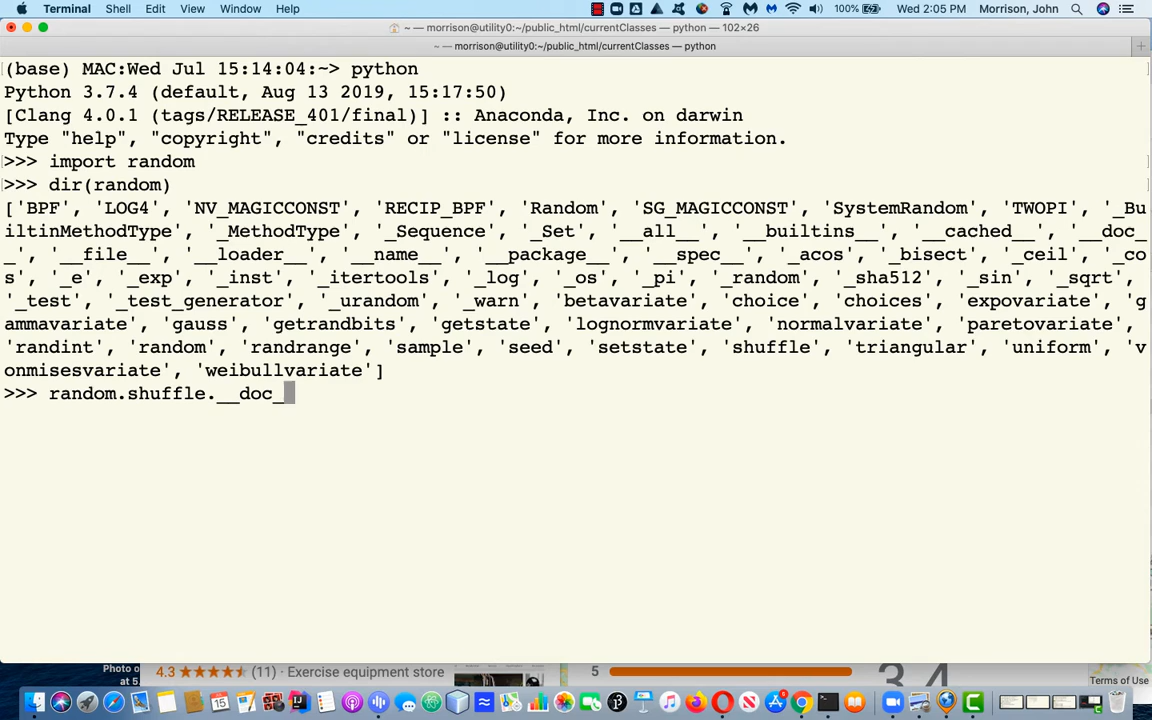 Terminal Shell Edit View Window Help 100% Wed 2:05 PM Morrison, John
~ — morrison@utility0:~/public_html/currentClasses — python — 102×26
~ — morrison@utility0:~/public_html/currentClasses — python
(base) MAC:Wed Jul 15:14:04:~> python
Python 3.7.4 (default, Aug 13 2019, 15:17:50)
[Clang 4.0.1 (tags/RELEASE_401/final)] :: Anaconda, Inc. on darwin
Type "help", "copyright", "credits" or "license" for more information.
>>> import random
>>> dir(random)
['BPF', 'LOG4', 'NV_MAGICCONST', 'RECIP_BPF', 'Random', 'SG_MAGICCONST', 'SystemRandom', 'TWOPI', '_Bu
iltinMethodType', '_MethodType', '_Sequence', '_Set', '__all__', '__builtins__', '__cached__', '__doc_
_', '__file__', '__loader__', '__name__', '__package__', '__spec__', '_acos', '_bisect', '_ceil', '_co
s', '_e', '_exp', '_inst', '_itertools', '_log', '_os', '_pi', '_random', '_sha512', '_sin', '_sqrt',
'_test', '_test_generator', '_urandom', '_warn', 'betavariate', 'choice', 'choices', 'expovariate', 'g
ammavariate', 'gauss', 'getrandbits', 'getstate', 'lognormvariate', 'normalvariate', 'paretovariate',
'randint', 'random', 'randrange', 'sample', 'seed', 'setstate', 'shuffle', 'triangular', 'uniform', 'v
onmisesvariate', 'weibullvariate']
>>> random.shuffle.__doc_
Photo o
at 5.
4.3 ★★★★★ (11) · Exercise equipment store
5
3.4
Terms of Use